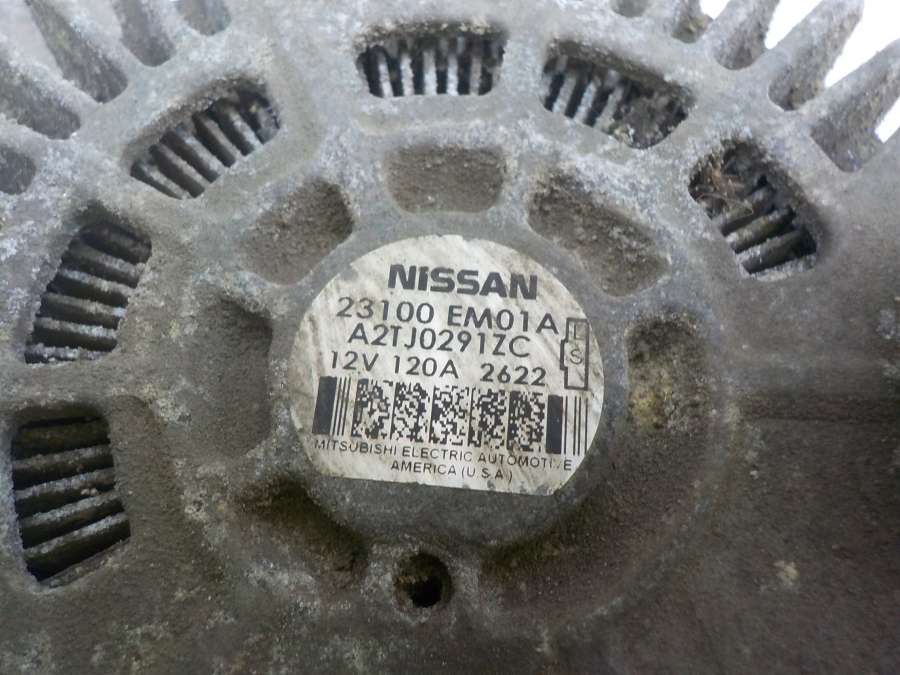 NISSAN
23100 EM01A
A2TJ0291ZC
12V 120A 2622
L
S
MITSUBISHI ELECTRIC AUTOMOTIVE
AMERICA (U.S.A.)